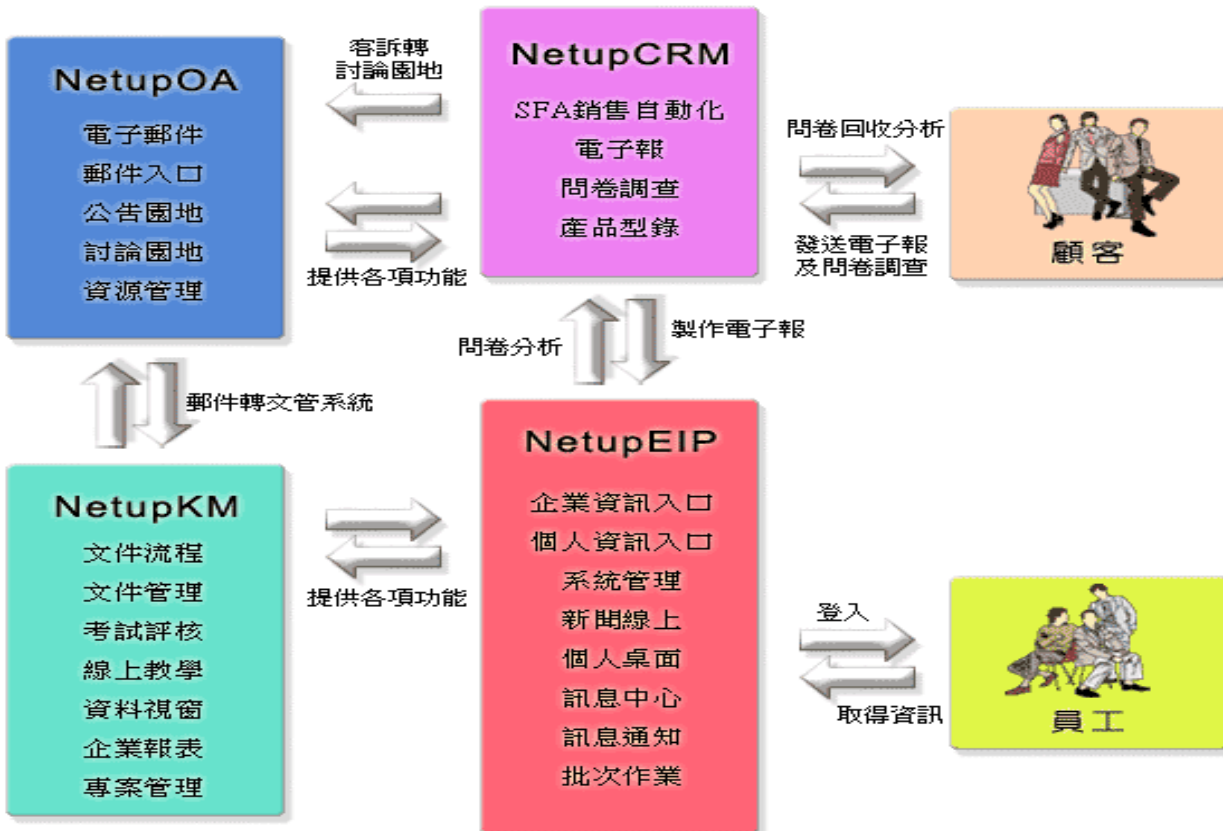 NetupOA
電子郵件
郵件入口
公告園地
討論園地
資源管理
客訴轉
討論園地
提供各項功能
NetupCRM
SFA銷售自動化
電子報
問卷調查
產品型錄
問卷回收分析
發送電子報
及問卷調查
顧客
郵件轉文管系統
問卷分析
製作電子報
NetupKM
文件流程
文件管理
考試評核
線上教學
資料視窗
企業報表
專案管理
提供各項功能
NetupEIP
企業資訊入口
個人資訊入口
系統管理
新聞線上
個人桌面
訊息中心
訊息通知
批次作業
登入
取得資訊
員工